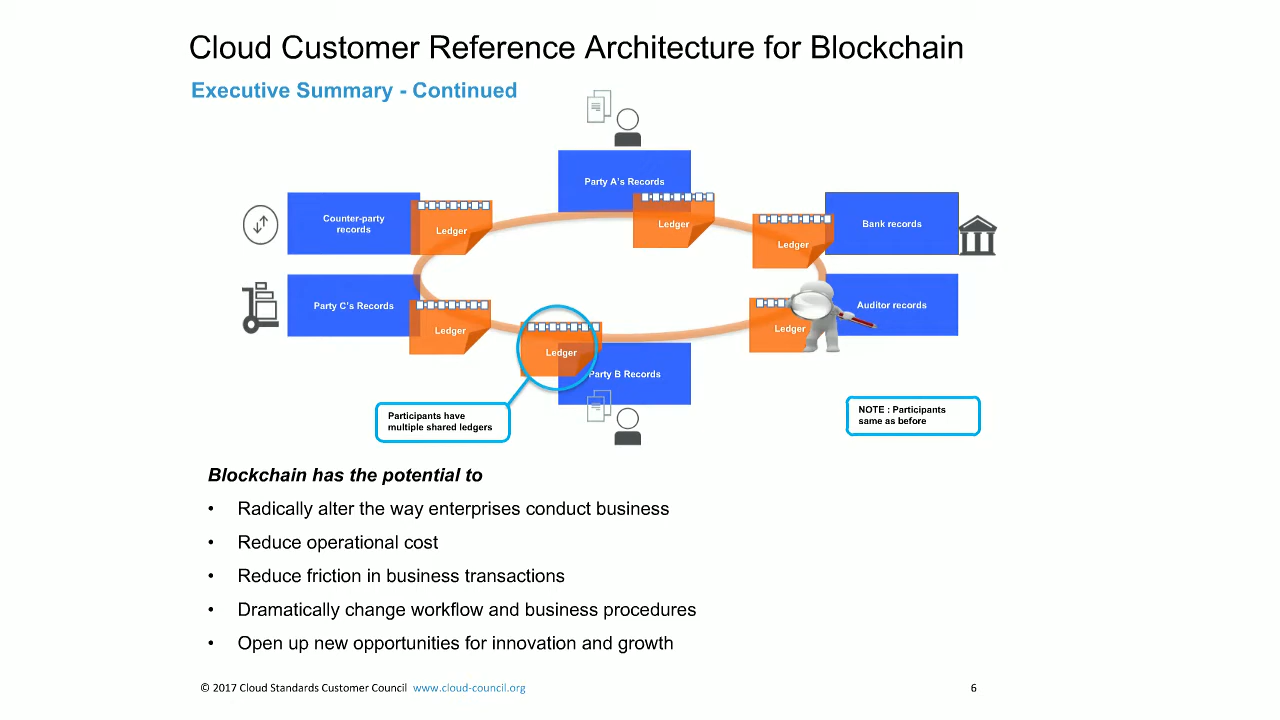 Cloud Customer Reference Architecture for Blockchain
Executive Summary - Continued
Party A's Records
Counter-party
records
Ledger
Ledger
Ledger
Bank records
Party C's Records
Ledger
Ledger
Ledger
Auditor records
Party B Records
Participants have
multiple shared ledgers
NOTE : Participants
same as before
Blockchain has the potential to
• Radically alter the way enterprises conduct business
• Reduce operational cost
• Reduce friction in business transactions
• Dramatically change workflow and business procedures
• Open up new opportunities for innovation and growth
© 2017 Cloud Standards Customer Council www.cloud-council.org
6